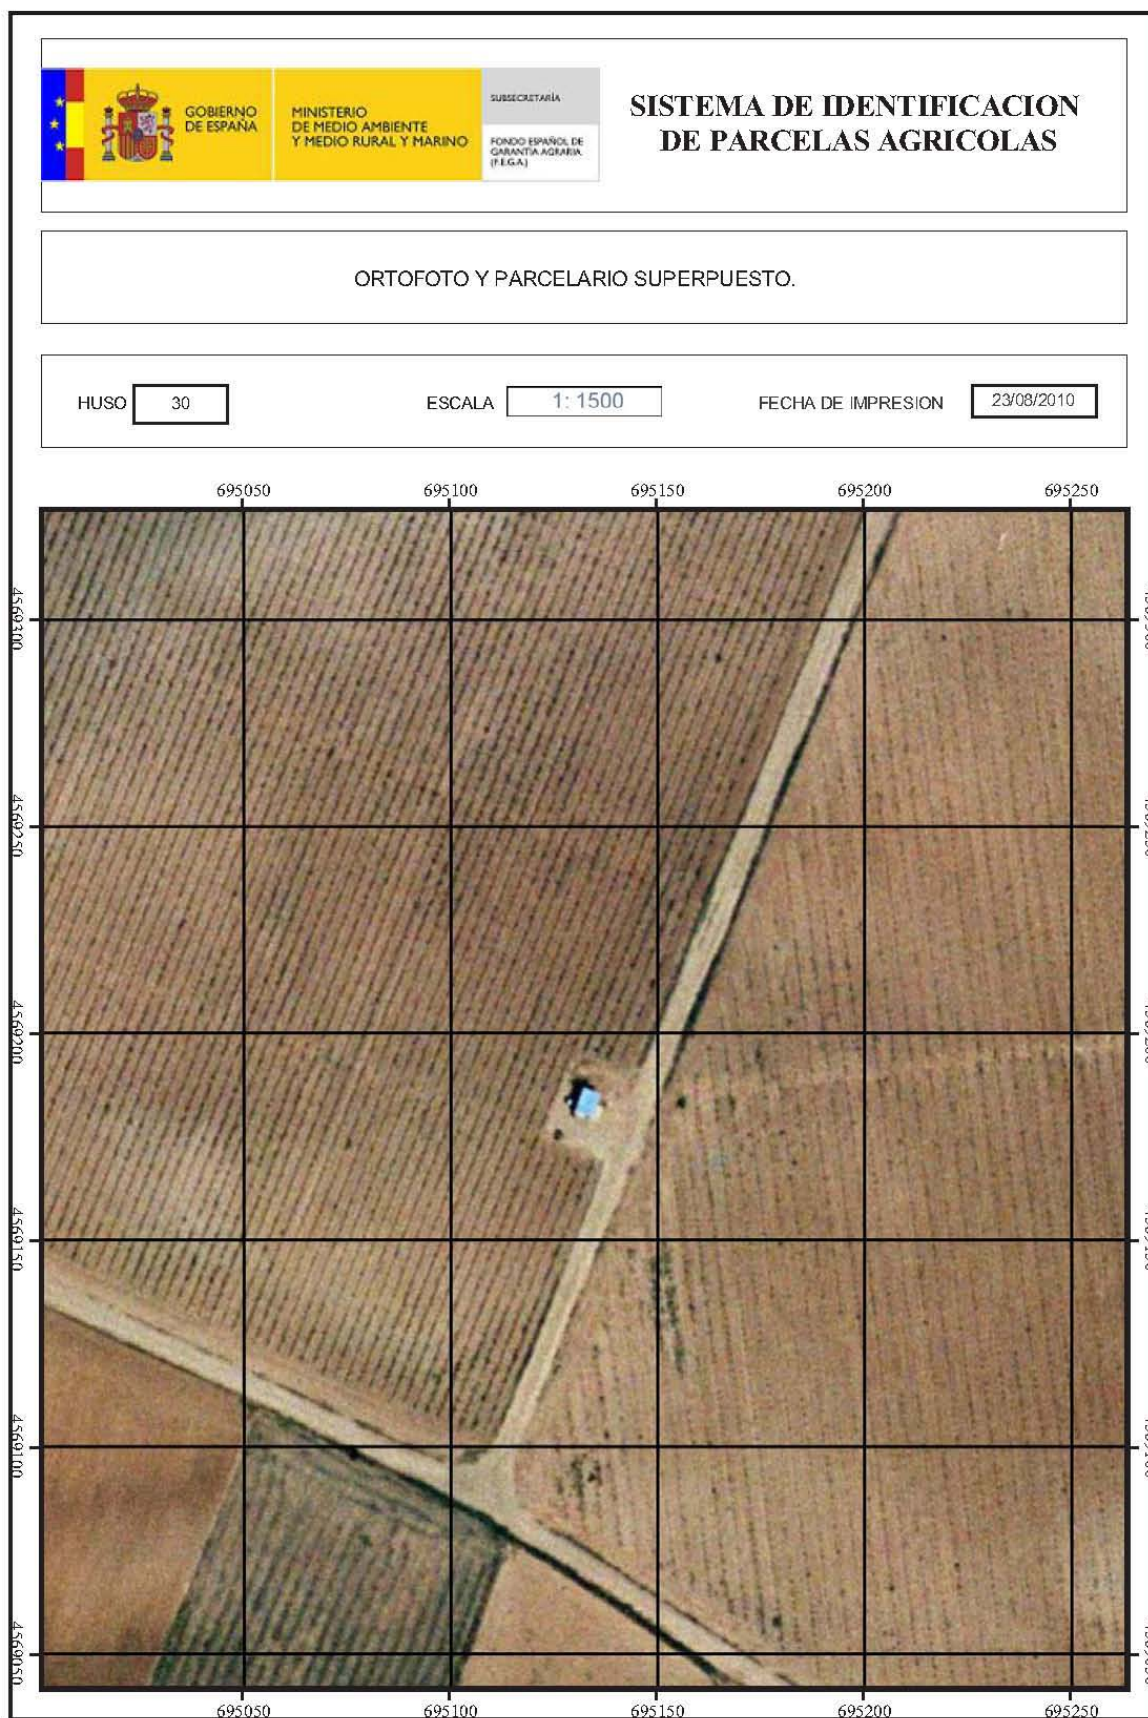 GOBIERNO
DE ESPAÑA
MINISTERIO
DE MEDIO AMBIENTE
Y MEDIO RURAL Y MARINO
SUBSECRETARÍA
FONDO ESPAÑOL DE
GARANTÍA AGRARIA
(F.E.G.A.)
SISTEMA DE IDENTIFICACION
DE PARCELAS AGRICOLAS
ORTOFOTO Y PARCELARIO SUPERPUESTO.
HUSO 30 ESCALA 1: 1500 FECHA DE IMPRESION 23/08/2010
695050 695100 695150 695200 695250
4569300
4569250
4569200
4569150
4569100
4569050
695050 695100 695150 695200 695250